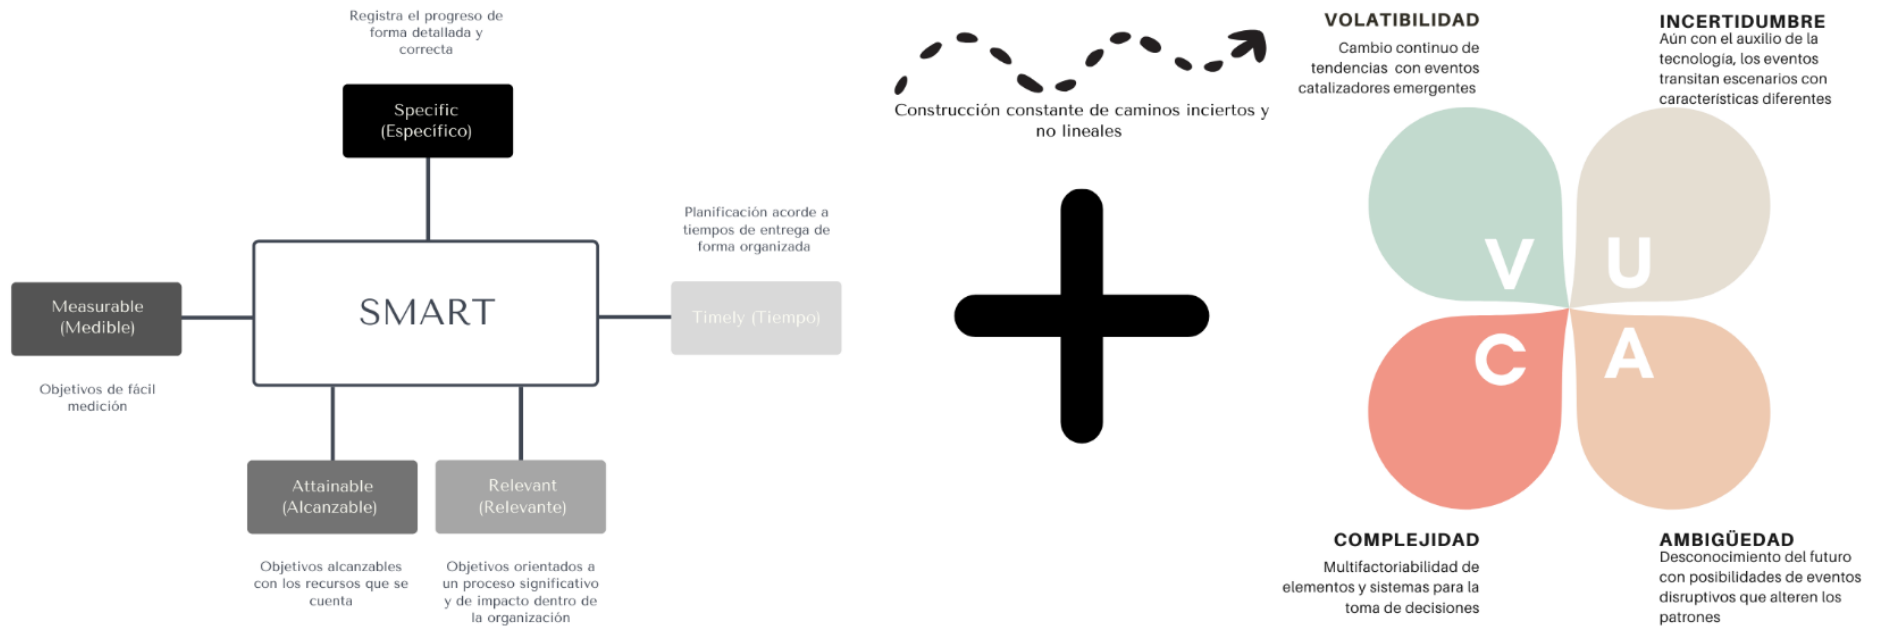 Registra el progreso de
forma detallada y
correcta
Specific
(Específico)
SMART
Measurable
(Medible)
Objetivos de fácil
medición
Planificación acorde a
tiempos de entrega de
forma organizada
Timely (Tiempo)
Attainable
(Alcanzable)
Objetivos alcanzables
con los recursos que se
cuenta
Relevant
(Relevante)
Objetivos orientados a
un proceso significativo
y de impacto dentro de
la organización
Construcción constante de caminos inciertos y
no lineales
VOLATIBILIDAD
Cambio continuo de
tendencias con eventos
catalizadores emergentes
INCERTIDUMBRE
Aún con el auxilio de la
tecnología, los eventos
transitan escenarios con
características diferentes
V
U
C
A
COMPLEJIDAD
Multifactoriabilidad de
elementos y sistemas para la
toma de decisiones
AMBIGÜEDAD
Desconocimiento del futuro
con posibilidades de eventos
disruptivos que alteren los
patrones